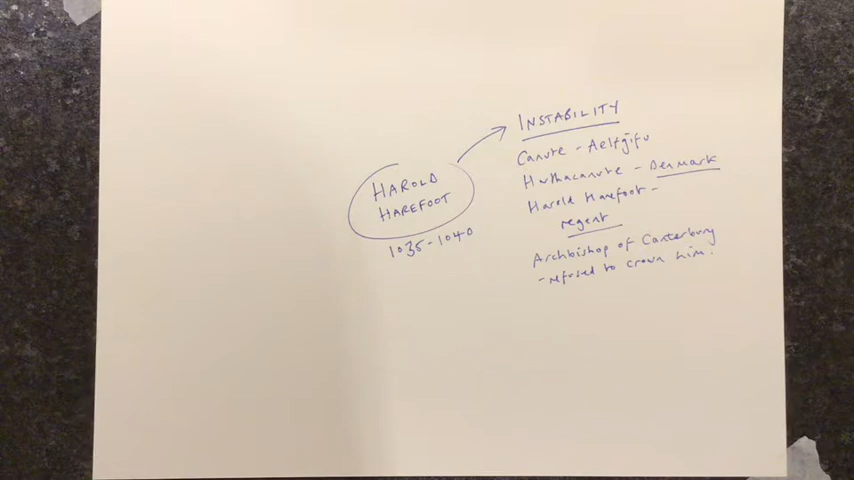 HAROLD
HAREFOOT
1035-1040
INSTABILITY
Canute - Aelfgifu
Harthacanute - Denmark
Harold Harefoot -
regent
Archbishop of Canterbury
- refused to crown him.